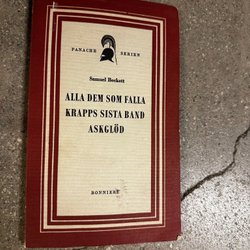 PANACHE SERIEN
Samuel Beckett
ALLA DEM SOM FALLA
KRAPPS SISTA BAND
ASKGLÖD
BONNIERS